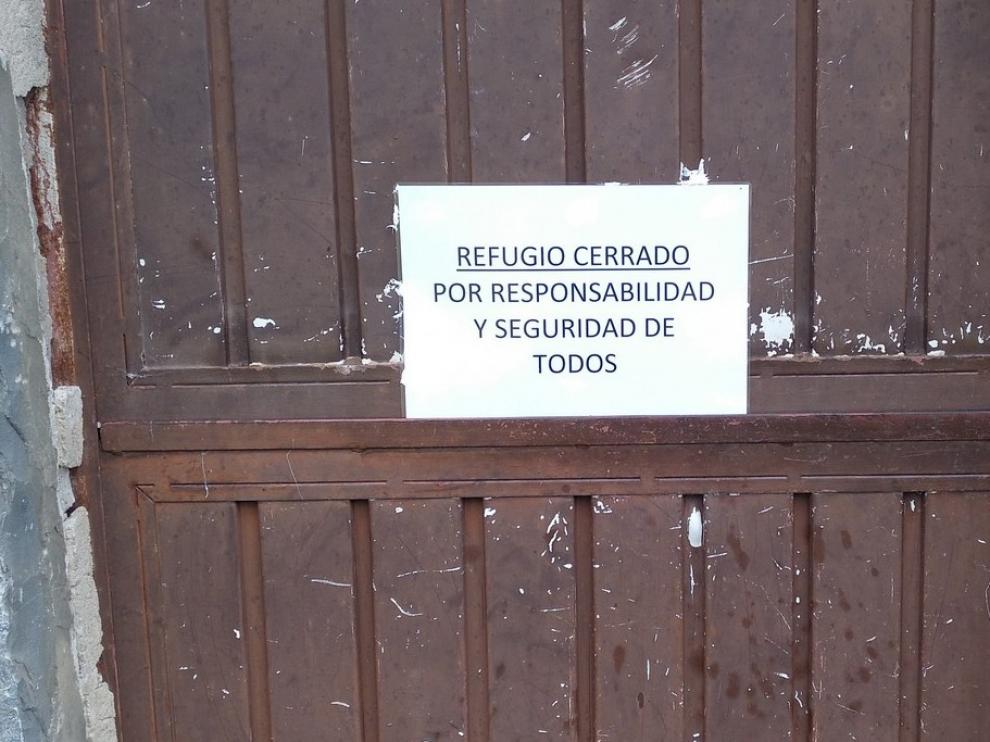 REFUGIO CERRADO
POR RESPONSABILIDAD
Y SEGURIDAD DE
TODOS